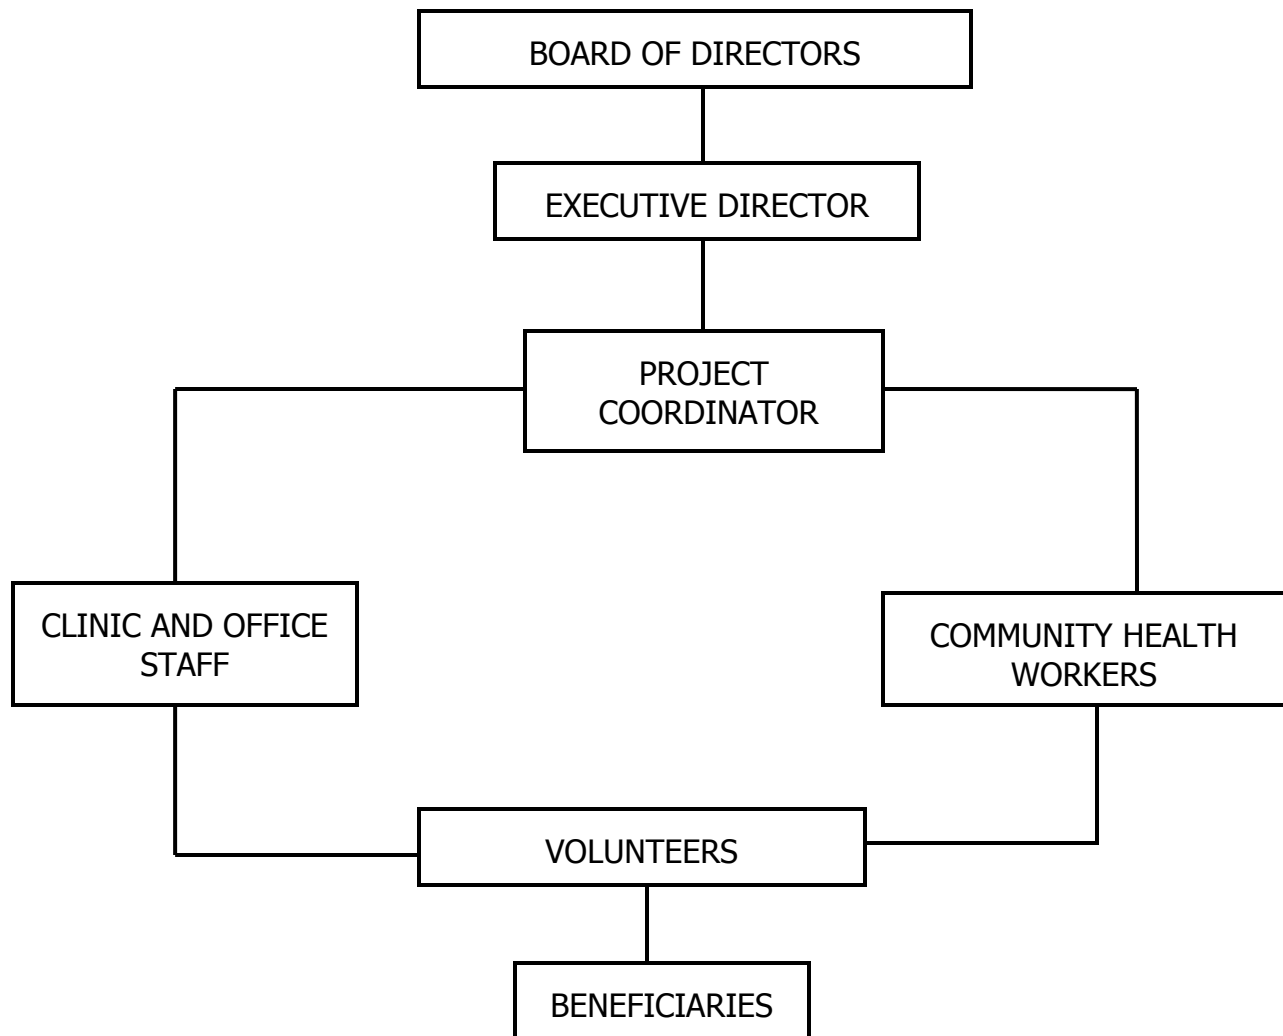 BOARD OF DIRECTORS
EXECUTIVE DIRECTOR
PROJECT
COORDINATOR
CLINIC AND OFFICE
STAFF
COMMUNITY HEALTH
WORKERS
VOLUNTEERS
BENEFICIARIES